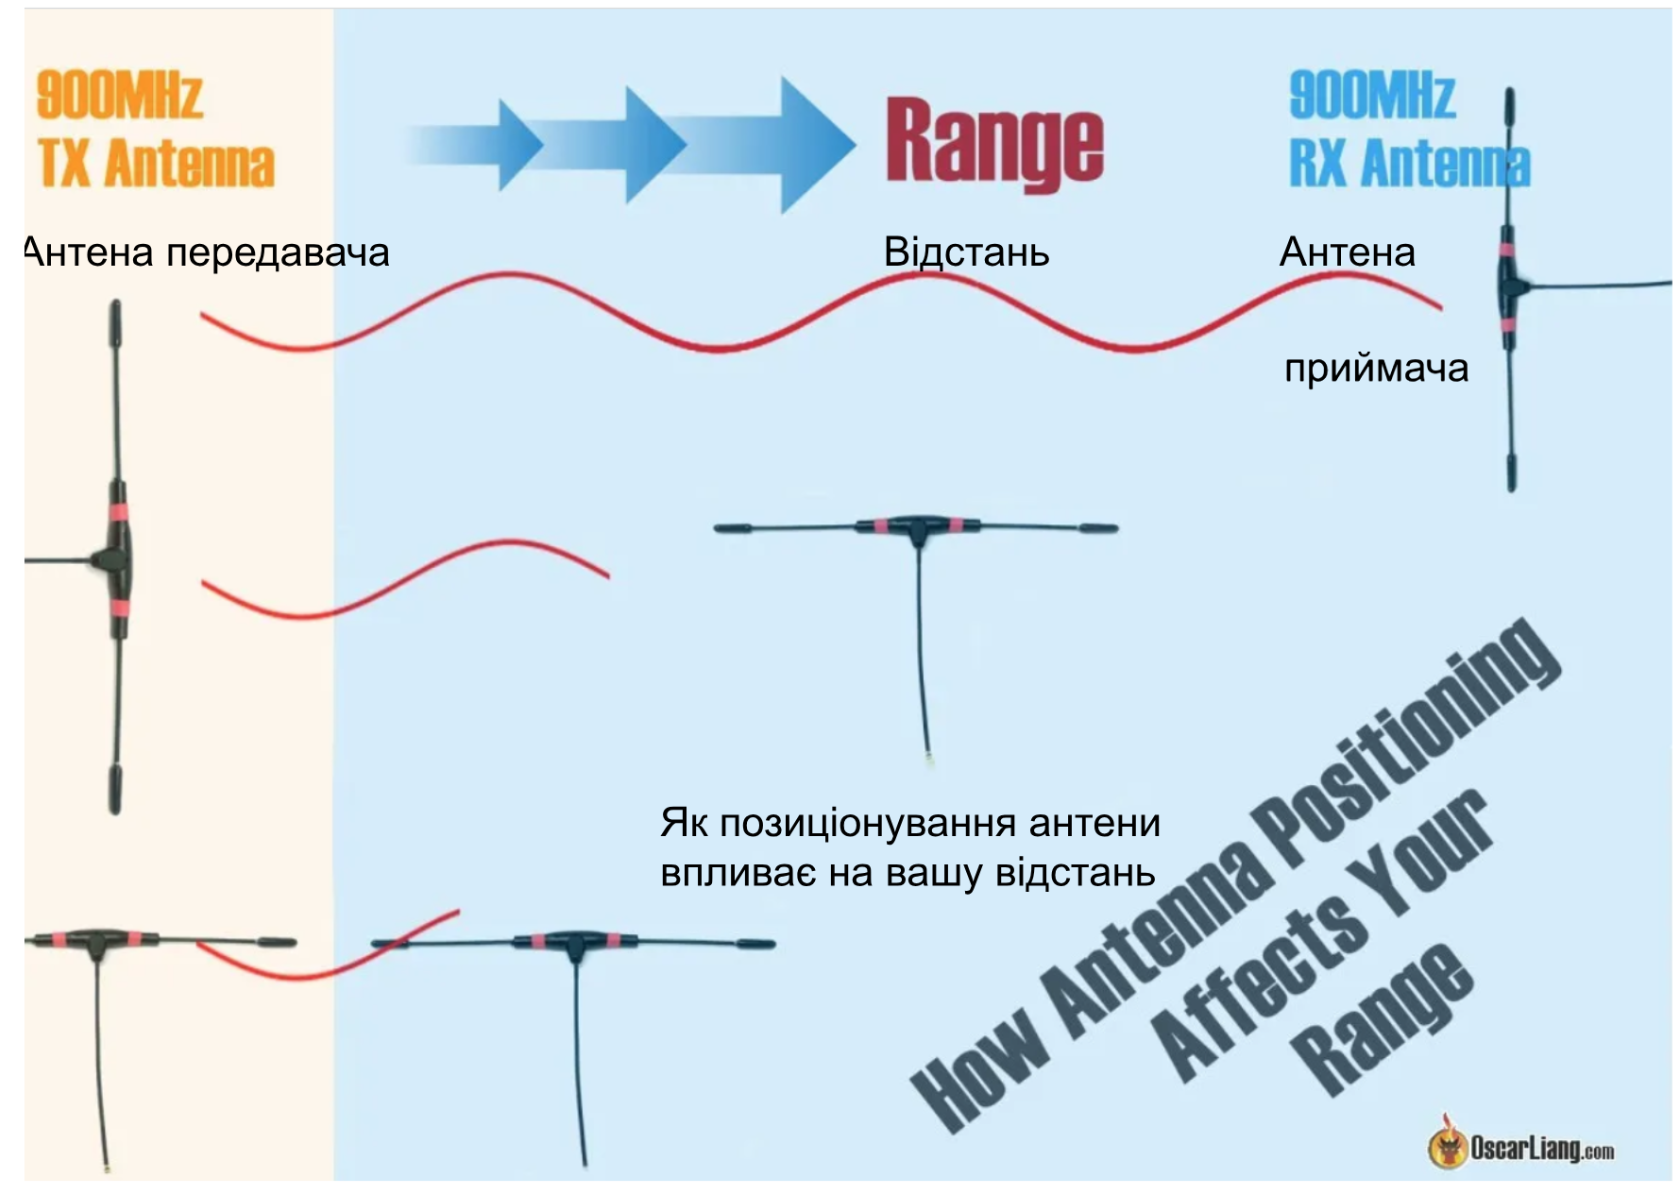 900MHz
TX Antenna
Range
900MHz
RX Antenna
Антена передавача
Відстань
Антена
приймача
Як позиціонування антени
впливає на вашу відстань
How Antenna Positioning
Affects Your
Range
OscarLiang.com